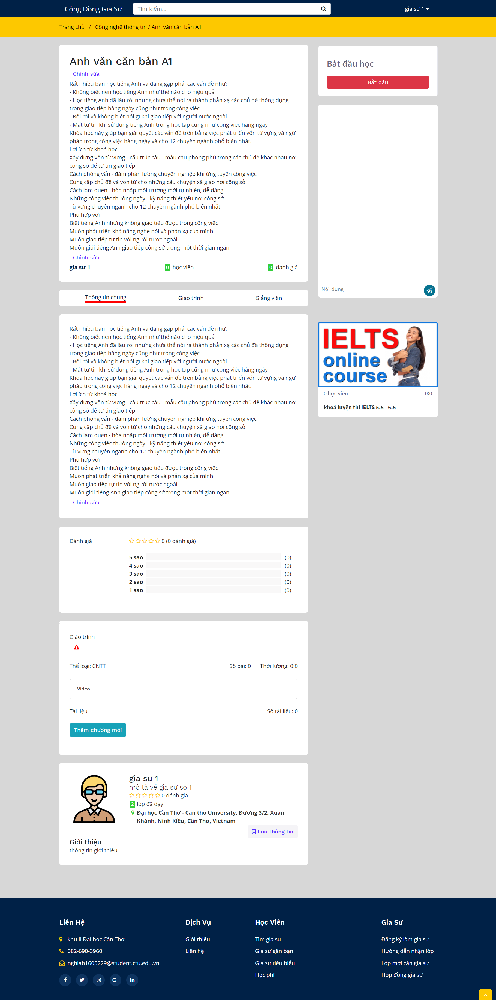 Cộng Đồng Gia Sư
Tìm kiếm...
gia sư 1
Trang chủ / Công nghệ thông tin / Anh văn căn bản A1
Anh văn căn bản A1
Chỉnh sửa
Rất nhiều bạn học tiếng Anh và đang gặp phải các vấn đề như:
- Không biết nên học tiếng Anh như thế nào cho hiệu quả
- Học tiếng Anh đã lâu rồi nhưng chưa thể nói ra thành phản xạ các chủ đề thông dụng
trong giao tiếp hàng ngày cũng như trong công việc
- Bối rối và không biết nói gì khi giao tiếp với người nước ngoài
- Mất tự tin khi sử dụng tiếng Anh trong học tập cũng như công việc hàng ngày
Khóa học này giúp bạn giải quyết các vấn đề trên bằng việc phát triển vốn từ vựng và ngữ
pháp trong công việc hàng ngày và cho 12 chuyên ngành phổ biến nhất.
Lợi ích từ khoá học
Xây dựng vốn từ vựng - cấu trúc câu - mẫu câu phong phú trong các chủ đề khác nhau nơi
công sở để tự tin giao tiếp
Cách phỏng vấn - đàm phán lương chuyên nghiệp khi ứng tuyển công việc
Cung cấp chủ đề và vốn từ cho những câu chuyện xã giao nơi công sở
Cách làm quen - hòa nhập môi trường mới tự nhiên, dễ dàng
Những công việc thường ngày - kỹ năng thiết yếu nơi công sở
Từ vựng chuyên ngành cho 12 chuyên ngành phổ biến nhất
Phù hợp với
Biết tiếng Anh nhưng không giao tiếp được trong công việc
Muốn phát triển khả năng nghe nói và phản xạ của mình
Muốn giao tiếp tự tin với người nước ngoài
Muốn giỏi tiếng Anh giao tiếp công sở trong một thời gian ngắn
Chỉnh sửa
gia sư 1
0 học viên
0 đánh giá
Bắt đầu học
Bắt đầu
Nội dung
Thông tin chung
Giáo trình
Giảng viên
Rất nhiều bạn học tiếng Anh và đang gặp phải các vấn đề như:
- Không biết nên học tiếng Anh như thế nào cho hiệu quả
- Học tiếng Anh đã lâu rồi nhưng chưa thể nói ra thành phản xạ các chủ đề thông dụng
trong giao tiếp hàng ngày cũng như trong công việc
- Bối rối và không biết nói gì khi giao tiếp với người nước ngoài
- Mất tự tin khi sử dụng tiếng Anh trong học tập cũng như công việc hàng ngày
Khóa học này giúp bạn giải quyết các vấn đề trên bằng việc phát triển vốn từ vựng và ngữ
pháp trong công việc hàng ngày và cho 12 chuyên ngành phổ biến nhất.
Lợi ích từ khoá học
Xây dựng vốn từ vựng - cấu trúc câu - mẫu câu phong phú trong các chủ đề khác nhau nơi
công sở để tự tin giao tiếp
Cách phỏng vấn - đàm phán lương chuyên nghiệp khi ứng tuyển công việc
Cung cấp chủ đề và vốn từ cho những câu chuyện xã giao nơi công sở
Cách làm quen - hòa nhập môi trường mới tự nhiên, dễ dàng
Những công việc thường ngày - kỹ năng thiết yếu nơi công sở
Từ vựng chuyên ngành cho 12 chuyên ngành phổ biến nhất
Phù hợp với
Biết tiếng Anh nhưng không giao tiếp được trong công việc
Muốn phát triển khả năng nghe nói và phản xạ của mình
Muốn giao tiếp tự tin với người nước ngoài
Muốn giỏi tiếng Anh giao tiếp công sở trong một thời gian ngắn
Chỉnh sửa
IELTS
online
course
0 học viên
0:0
khoá luyện thi IELTS 5.5 - 6.5
Đánh giá
0 (0 dánh giá)
5 sao (0)
4 sao (0)
3 sao (0)
2 sao (0)
1 sao (0)
Giáo trình
Thể loại: CNTT
Số bài: 0
Thời lượng: 0:0
Video
Tài liệu
Số tài liệu: 0
Thêm chương mới
gia sư 1
mô tả về gia sư số 1
0 đánh giá
2 lớp đã dạy
Đại học Cần Thơ - Can tho University, Đường 3/2, Xuân
Khánh, Ninh Kiều, Cần Thơ, Vietnam
Lưu thông tin
Giới thiệu
thông tin giới thiệu
Liên Hệ
khu II Đại học Cần Thơ.
082-690-3960
nghiab1605229@student.ctu.edu.vn
Dịch Vụ
Giới thiệu
Liên hệ
Học Viên
Tìm gia sư
Gia sư gần bạn
Gia sư tiêu biểu
Học phí
Gia Sư
Đăng ký làm gia sư
Hướng dẫn nhận lớp
Lớp mới cần gia sư
Hợp đồng gia sư